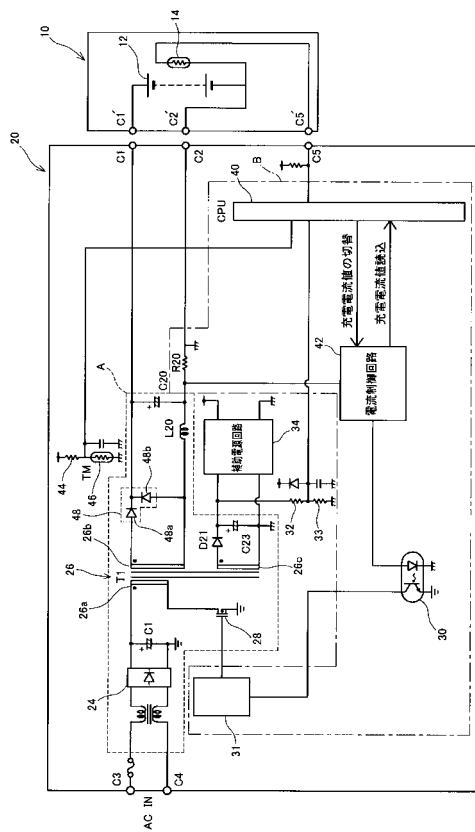 10
14
12
C1´
C2´
C5´
20
C1
C2
C5
B
40
CPU
充電電流値の切替
充電電流値読込
42
電流制御回路
R20
A
C20
+
L20
44
TM
46
48
48b
48a
34
補助電源回路
D21
C23
+
32
33
26
26b
T1
26a
26c
28
30
C1
+
24
31
C3
C4
AC IN